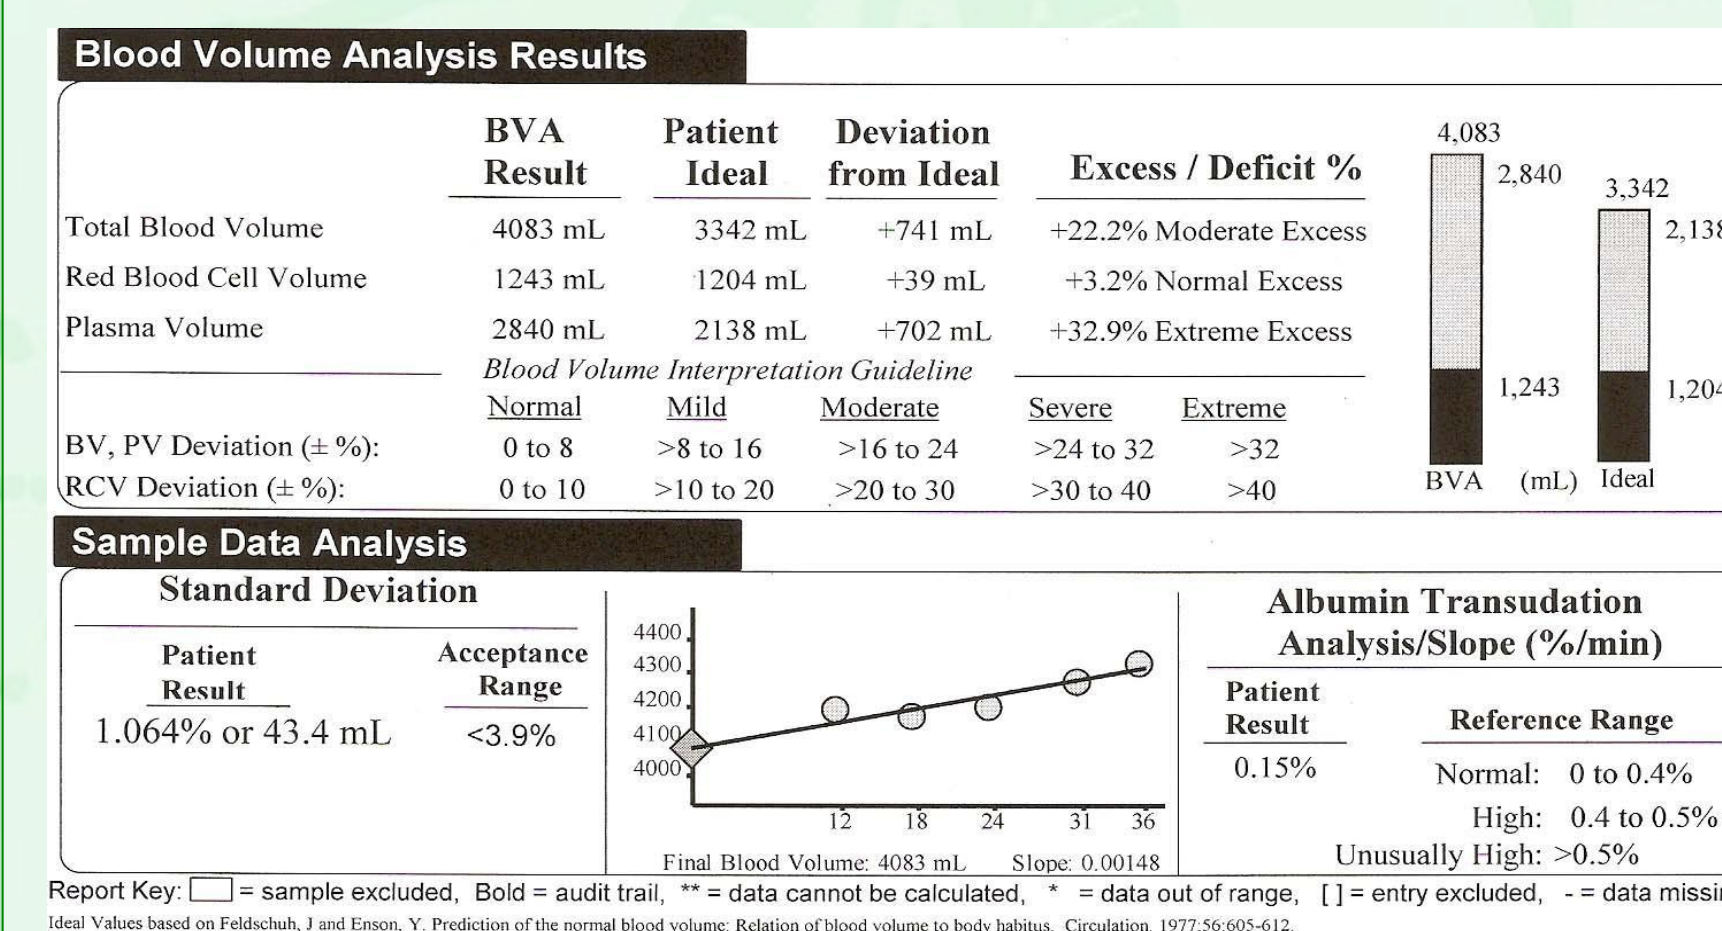 Blood Volume Analysis Results
BVA Result Patient Ideal Deviation from Ideal Excess / Deficit %
Total Blood Volume 4083 mL 3342 mL +741 mL +22.2% Moderate Excess
Red Blood Cell Volume 1243 mL 1204 mL +39 mL +3.2% Normal Excess
Plasma Volume 2840 mL 2138 mL +702 mL +32.9% Extreme Excess
Blood Volume Interpretation Guideline
Normal Mild Moderate Severe Extreme
BV, PV Deviation (± %): 0 to 8 >8 to 16 >16 to 24 >24 to 32 >32
RCV Deviation (± %): 0 to 10 >10 to 20 >20 to 30 >30 to 40 >40
4,083
2,840
3,342
2,138
1,243
1,204
BVA (mL) Ideal
Sample Data Analysis
Standard Deviation
Patient Result Acceptance Range
1.064% or 43.4 mL <3.9%
4400
4300
4200
4100
4000
12 18 24 31 36
Final Blood Volume: 4083 mL Slope: 0.00148
Albumin Transudation
Analysis/Slope (%/min)
Patient Result Reference Range
0.15% Normal: 0 to 0.4%
High: 0.4 to 0.5%
Unusually High: >0.5%
Report Key: = sample excluded, Bold = audit trail, ** = data cannot be calculated, * = data out of range, [ ] = entry excluded, - = data
Ideal Values based on Feldschuh, J and Enson, Y. Prediction of the normal blood volume: Relation of blood volume to body habitus. Circulation. 1977;56:605-612.